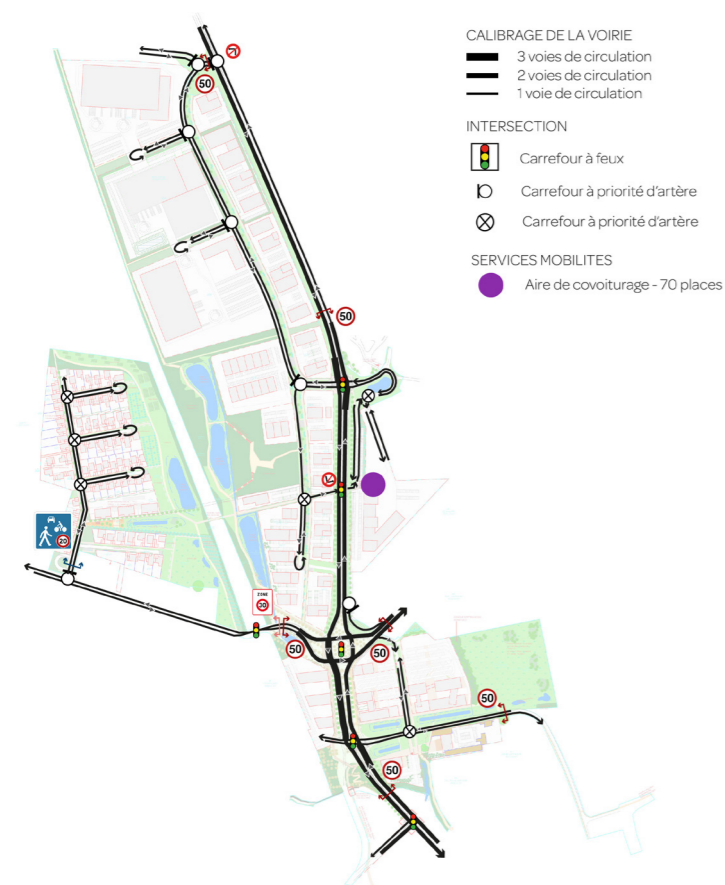 CALIBRAGE DE LA VOIRIE
3 voies de circulation
2 voies de circulation
1 voie de circulation
INTERSECTION
Carrefour à feux
Carrefour à priorité d'artère
Carrefour à priorité d'artère
SERVICES MOBILITES
Aire de covoiturage - 70 places
50
50
20
ZONE
30
50
50
50
50